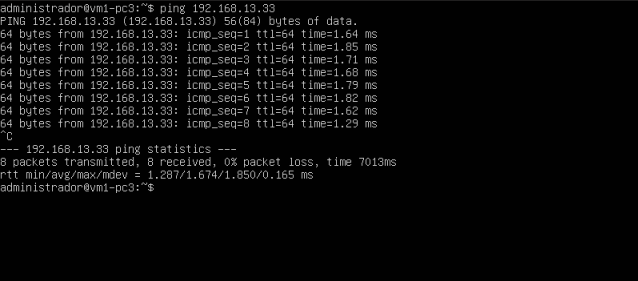 administrador@vm1-pc3:~$ ping 192.168.13.33
PING 192.168.13.33 (192.168.13.33) 56(84) bytes of data.
64 bytes from 192.168.13.33: icmp_seq=1 ttl=64 time=1.64 ms
64 bytes from 192.168.13.33: icmp_seq=2 ttl=64 time=1.85 ms
64 bytes from 192.168.13.33: icmp_seq=3 ttl=64 time=1.71 ms
64 bytes from 192.168.13.33: icmp_seq=4 ttl=64 time=1.68 ms
64 bytes from 192.168.13.33: icmp_seq=5 ttl=64 time=1.79 ms
64 bytes from 192.168.13.33: icmp_seq=6 ttl=64 time=1.82 ms
64 bytes from 192.168.13.33: icmp_seq=7 ttl=64 time=1.62 ms
64 bytes from 192.168.13.33: icmp_seq=8 ttl=64 time=1.29 ms
^C
--- 192.168.13.33 ping statistics ---
8 packets transmitted, 8 received, 0% packet loss, time 7013ms
rtt min/avg/max/mdev = 1.287/1.674/1.850/0.165 ms
administrador@vm1-pc3:~$